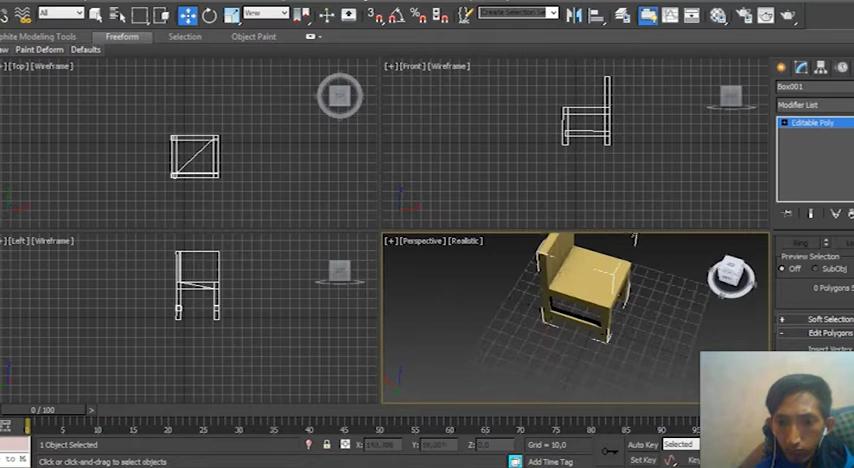 All
View
3
Create Selection Se
phite Modeling Tools
Freeform
Selection
Object Paint
Paint Deform
Defaults
[+] [Top] [Wireframe]
[+] [Front] [Wireframe]
Box001
Modifier List
Editable Poly
[+] [Left] [Wireframe]
[+] [Perspective] [Realistic]
Ring
Preview Selection
Off
SubObj
0 Polygons S
Soft Selection
Edit Polygons
Insert Vertex
0 / 100
5
10
15
20
25
30
35
40
45
50
55
60
65
70
75
80
85
90
1 Object Selected
X:
Y:
Z:
Grid = 10,0
Auto Key
Selected
Click or click-and-drag to select objects
Add Time Tag
Set Key